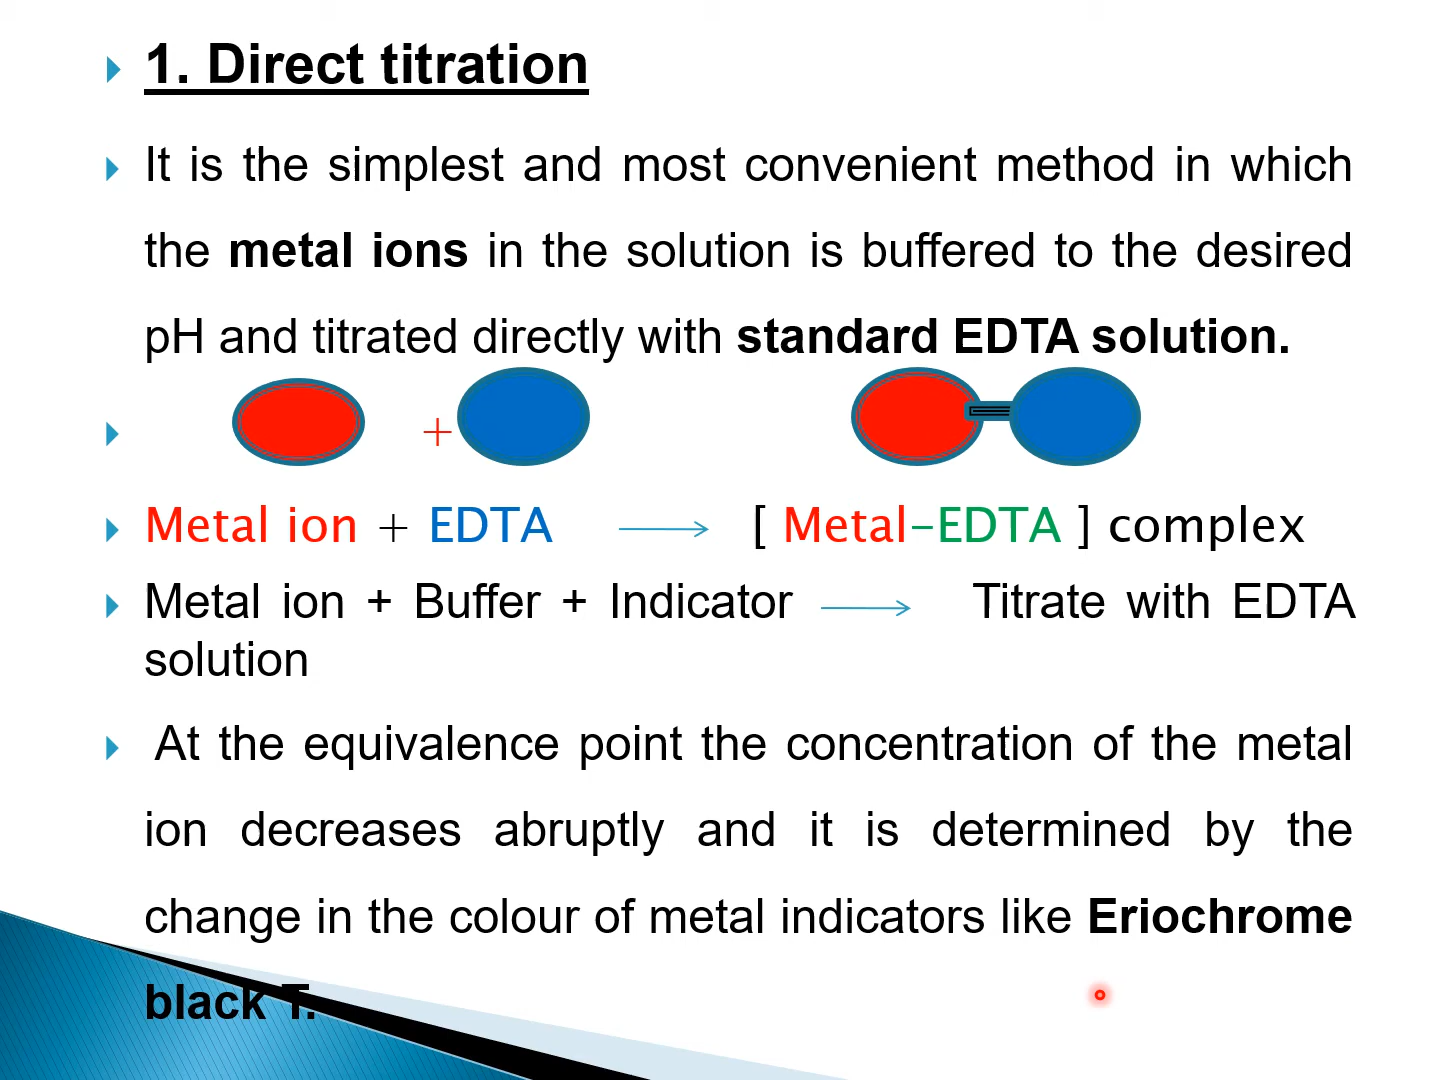 1. Direct titration
It is the simplest and most convenient method in which
the metal ions in the solution is buffered to the desired
pH and titrated directly with standard EDTA solution.
+
Metal ion + EDTA ⟶ [ Metal-EDTA ] complex
Metal ion + Buffer + Indicator ⟶ Titrate with EDTA
solution
At the equivalence point the concentration of the metal
ion decreases abruptly and it is determined by the
change in the colour of metal indicators like Eriochrome
black T.